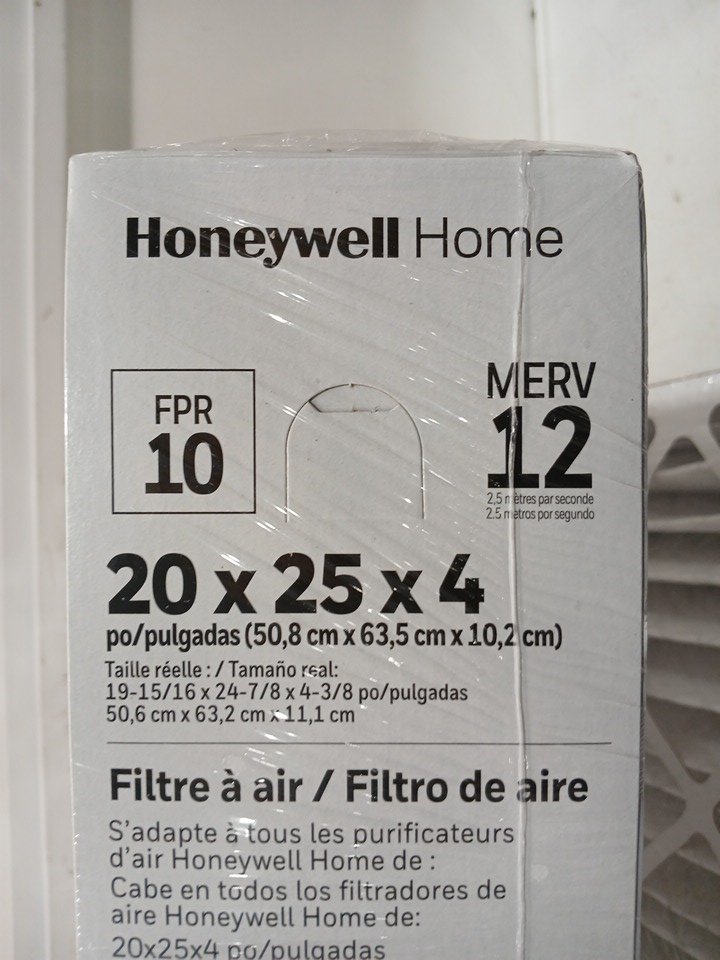 Honeywell Home
FPR
10
MERV
12
2,5 mètres par seconde
2.5 metros por segundo
20 x 25 x 4
po/pulgadas (50,8 cm x 63,5 cm x 10,2 cm)
Taille réelle : / Tamaño real:
19-15/16 x 24-7/8 x 4-3/8 po/pulgadas
50,6 cm x 63,2 cm x 11,1 cm
Filtre à air / Filtro de aire
S'adapte à tous les purificateurs
d'air Honeywell Home de :
Cabe en todos los filtradores de
aire Honeywell Home de:
20x25x4 po/pulgadas